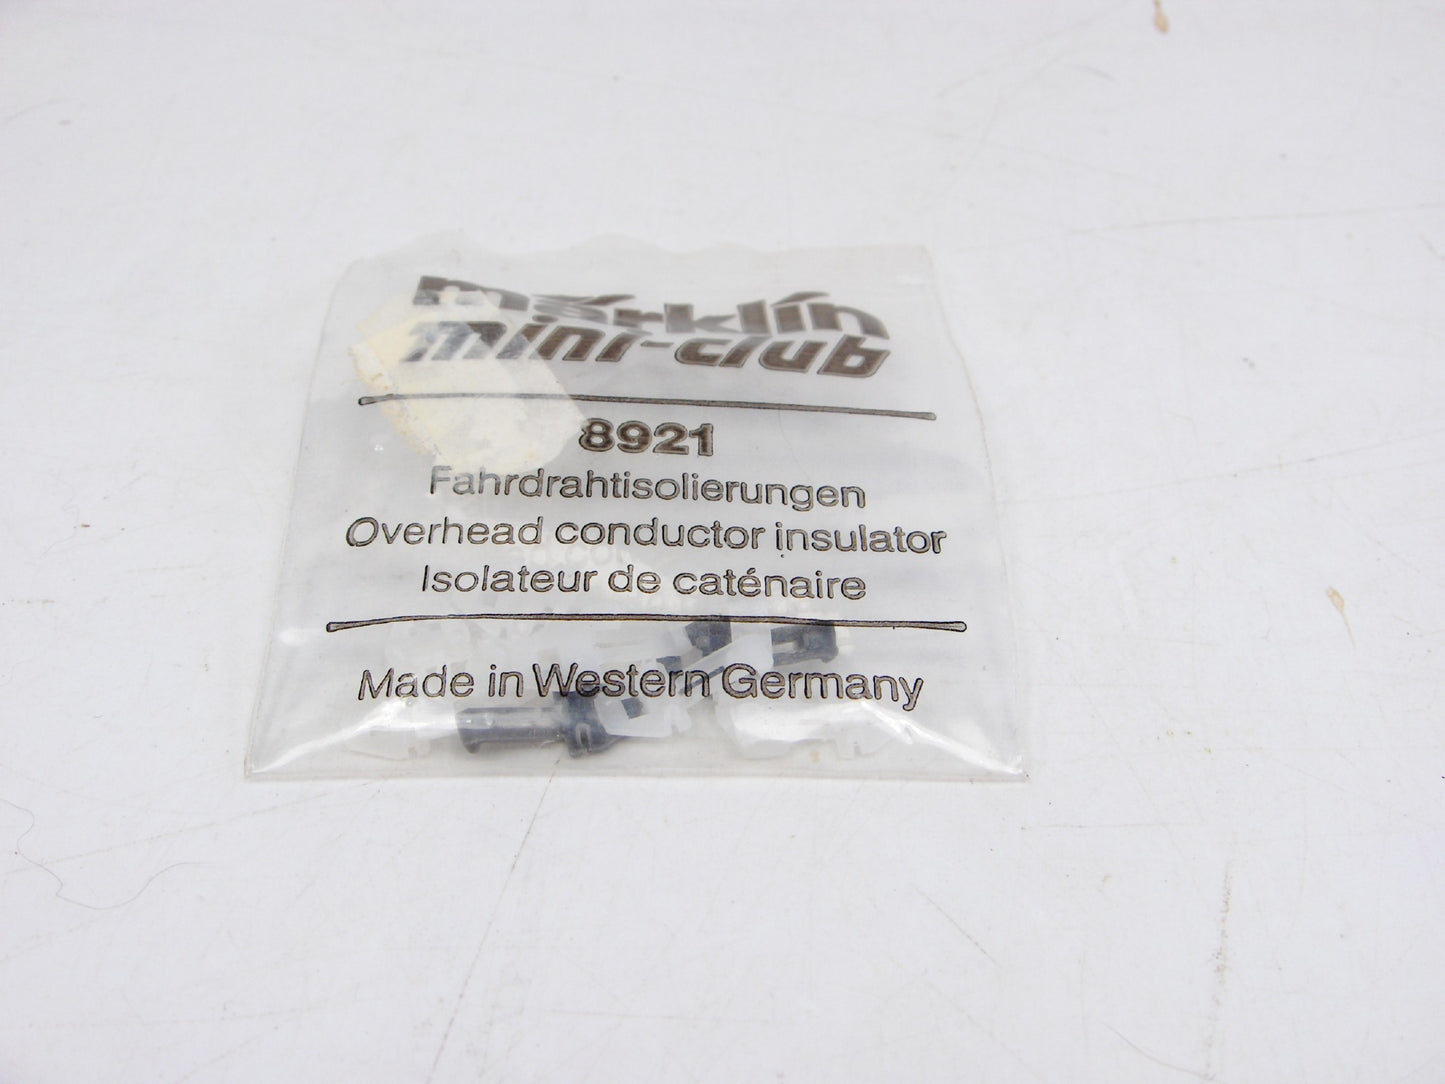 märklin
mini-club
8921
Fahrdrahtisolierungen
Overhead conductor insulator
Isolateur de caténaire
Made in Western Germany